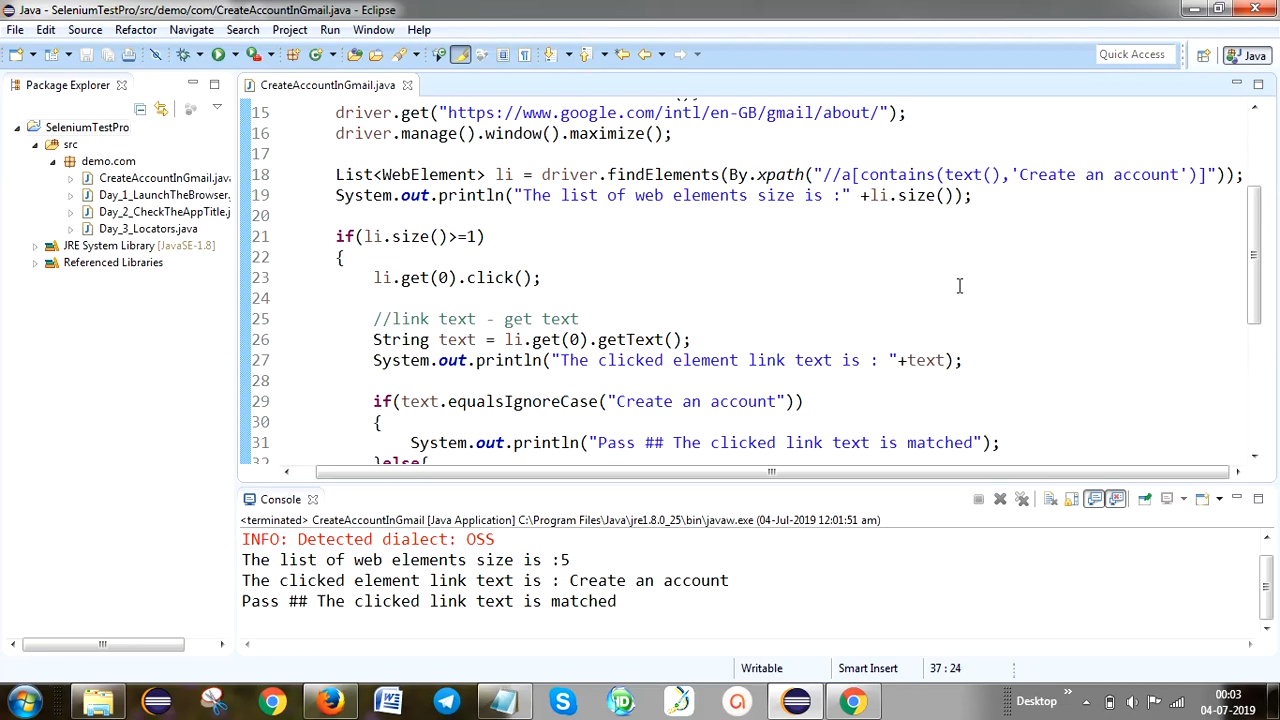 Java - SeleniumTestPro/src/demo/com/CreateAccountInGmail.java - Eclipse
File Edit Source Refactor Navigate Search Project Run Window Help
Quick Access
Java
Package Explorer
CreateAccountInGmail.java
SeleniumTestPro
src
demo.com
CreateAccountInGmail.java
Day_1_LaunchTheBrowser.
Day_2_CheckTheAppTitle.j
Day_3_Locators.java
JRE System Library [JavaSE-1.8]
Referenced Libraries
15 driver.get("https://www.google.com/intl/en-GB/gmail/about/");
16 driver.manage().window().maximize();
17
18 List<WebElement> li = driver.findElements(By.xpath("//a[contains(text(),'Create an account')]"));
19 System.out.println("The list of web elements size is :" +li.size());
20
21 if(li.size()>=1)
22 {
23 li.get(0).click();
24
25 //link text - get text
26 String text = li.get(0).getText();
27 System.out.println("The clicked element link text is : "+text);
28
29 if(text.equalsIgnoreCase("Create an account"))
30 {
31 System.out.println("Pass ## The clicked link text is matched");
32 }else{
Console
<terminated> CreateAccountInGmail [Java Application] C:\Program Files\Java\jre1.8.0_25\bin\javaw.exe (04-Jul-2019 12:01:51 am)
INFO: Detected dialect: OSS
The list of web elements size is :5
The clicked element link text is : Create an account
Pass ## The clicked link text is matched
Writable Smart Insert 37 : 24
Desktop
00:03
04-07-2019